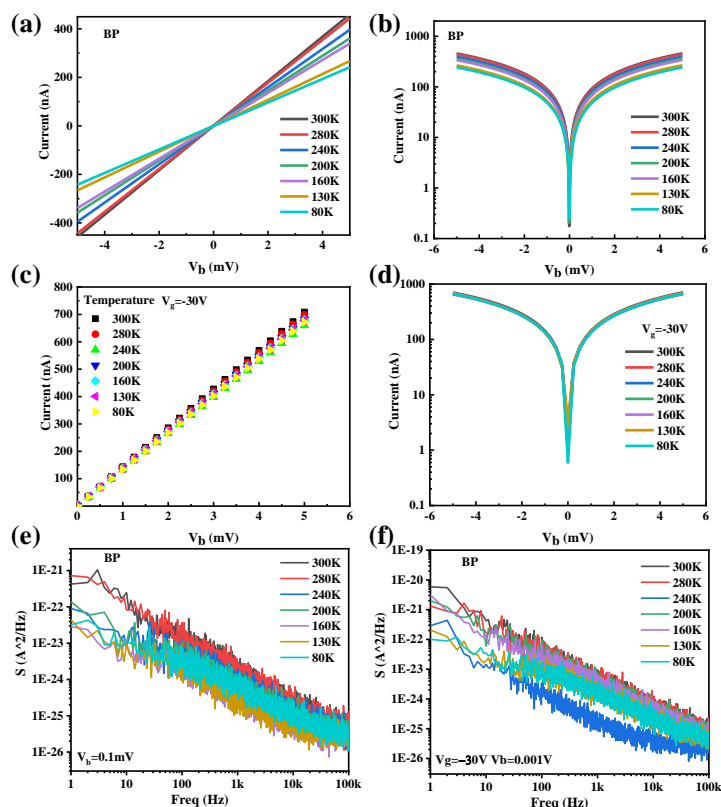 (a)
BP
400
200
0
-200
-400
Current (nA)
300K
280K
240K
200K
160K
130K
80K
-4
-2
0
2
4
V_b (mV)
(b)
BP
1000
100
10
1
0.1
Current (nA)
300K
280K
240K
200K
160K
130K
80K
-6
-4
-2
0
2
4
6
V_b (mV)
(c)
Temperature V_g=-30V
300K
280K
240K
200K
160K
130K
80K
800
700
600
500
400
300
200
100
Current (nA)
0
1
2
3
4
5
6
V_b (mV)
(d)
1000
100
10
1
0.1
Current (nA)
V_g=-30V
300K
280K
240K
200K
160K
130K
80K
-6
-4
-2
0
2
4
6
V_b (mV)
(e)
BP
1E-21
1E-22
1E-23
1E-24
1E-25
1E-26
S (A^2/Hz)
300K
280K
240K
200K
160K
130K
80K
V_b=0.1mV
1
10
100
1k
10k
100k
Freq (Hz)
(f)
BP
1E-19
1E-20
1E-21
1E-22
1E-23
1E-24
1E-25
1E-26
S (A^2/Hz)
300K
280K
240K
200K
160K
130K
80K
Vg=-30V Vb=0.001V
1
10
100
1k
10k
100k
Freq (Hz)